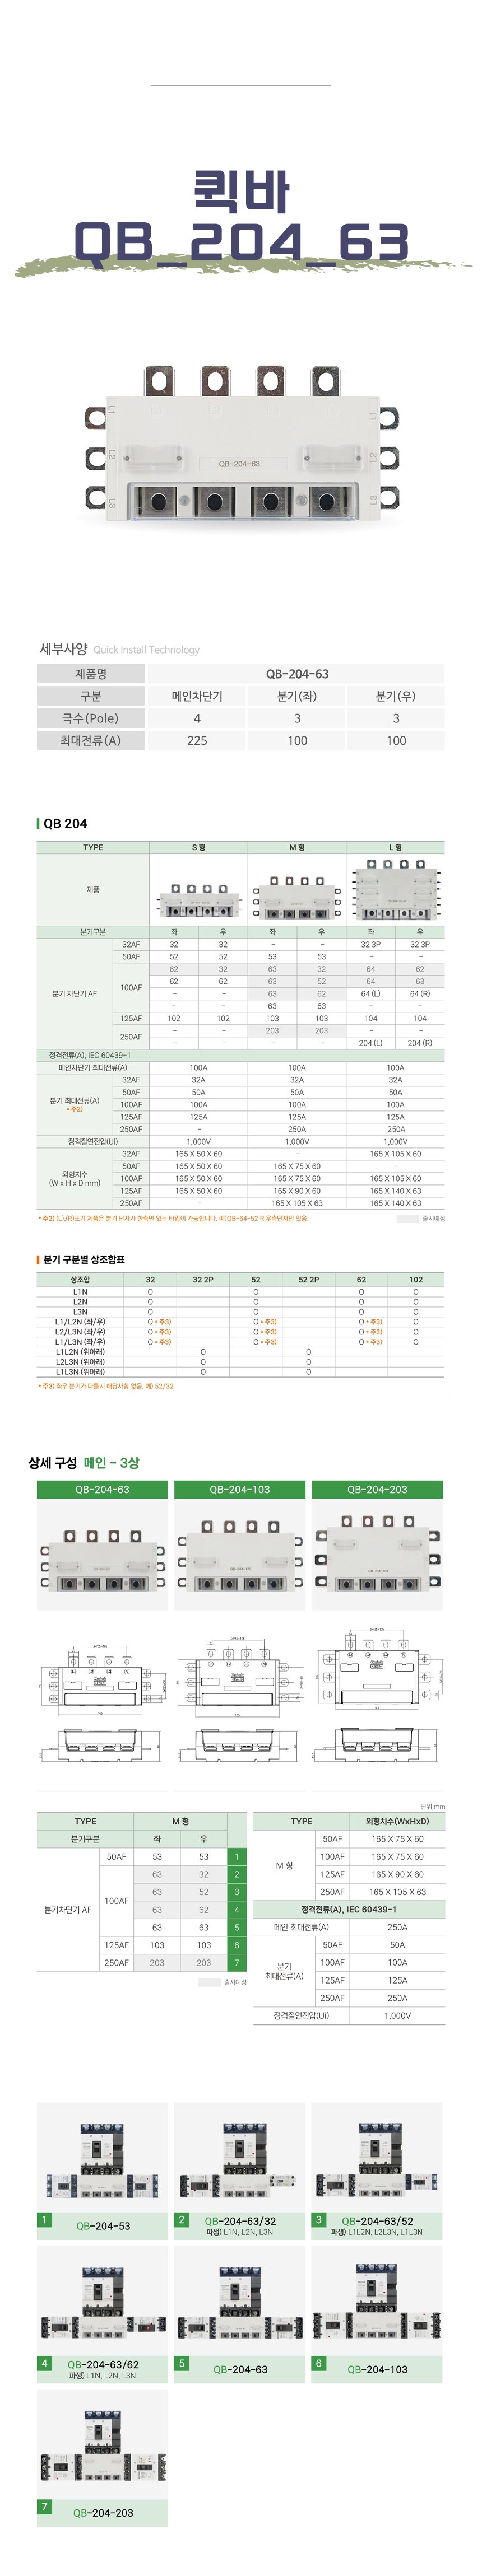 퀵바
QB_204_63
L1
L2
L3
L1
L2
L3
QB-204-63
세부사양 Quick Install Technology
제품명 QB-204-63
구분 메인차단기 분기(좌) 분기(우)
극수(Pole) 4 3 3
최대전류(A) 225 100 100
QB 204
TYPE S 형 M 형 L 형
제품
분기구분 좌 우 좌 우 좌 우
분기 차단기 AF
32AF 32 32 - - 32 3P 32 3P
50AF 52 52 53 53 - -
100AF
62 32 63 32 64 62
62 62 63 52 64 63
- - 63 62 64 (L) 64 (R)
- - 63 63 - -
125AF 102 102 103 103 104 104
250AF
- - 203 203 - -
- - - - 204 (L) 204 (R)
정격전류(A), IEC 60439-1
메인차단기 최대전류(A) 100A 100A 100A
분기 최대전류(A)
* 주2)
32AF 32A 32A 32A
50AF 50A 50A 50A
100AF 100A 100A 100A
125AF 125A 125A 125A
250AF - 250A 250A
정격절연전압(Ui) 1,000V 1,000V 1,000V
외형치수
(W x H x D mm)
32AF 165 X 50 X 60 - 165 X 105 X 60
50AF 165 X 50 X 60 165 X 75 X 60 -
100AF 165 X 50 X 60 165 X 75 X 60 165 X 105 X 60
125AF 165 X 50 X 60 165 X 90 X 60 165 X 140 X 63
250AF - 165 X 105 X 63 165 X 140 X 63
* 주2) (L),(R)표기 제품은 분기 단자가 한측만 있는 타입이 가능합니다. 예)QB-64-52 R 우측단자만 있음.
출시예정
분기 구분별 상조합표
상조합 32 32 2P 52 52 2P 62 102
L1N O O O O
L2N O O O O
L3N O O O O
L1/L2N (좌/우) O * 주3) O * 주3) O * 주3) O
L2/L3N (좌/우) O * 주3) O * 주3) O * 주3) O
L1/L3N (좌/우) O * 주3) O * 주3) O * 주3) O
L1L2N (위아래) O O
L2L3N (위아래) O O
L1L3N (위아래) O O
* 주3) 좌우 분기가 다를시 해당사항 없음. 예) 52/32
상세 구성 메인 - 3상
QB-204-63 QB-204-103 QB-204-203
단위 mm
TYPE M 형
분기구분 좌 우
분기차단기 AF
50AF 53 53 1
100AF
63 32 2
63 52 3
63 62 4
63 63 5
125AF 103 103 6
250AF 203 203 7
출시예정
TYPE 외형치수(WxHxD)
M 형
50AF 165 X 75 X 60
100AF 165 X 75 X 60
125AF 165 X 90 X 60
250AF 165 X 105 X 63
정격전류(A), IEC 60439-1
메인 최대전류(A) 250A
분기
최대전류(A)
50AF 50A
100AF 100A
125AF 125A
250AF 250A
정격절연전압(Ui) 1,000V
1 QB-204-53
2 QB-204-63/32
파생) L1N, L2N, L3N
3 QB-204-63/52
파생) L1L2N, L2L3N, L1L3N
4 QB-204-63/62
파생) L1N, L2N, L3N
5 QB-204-63
6 QB-204-103
7 QB-204-203